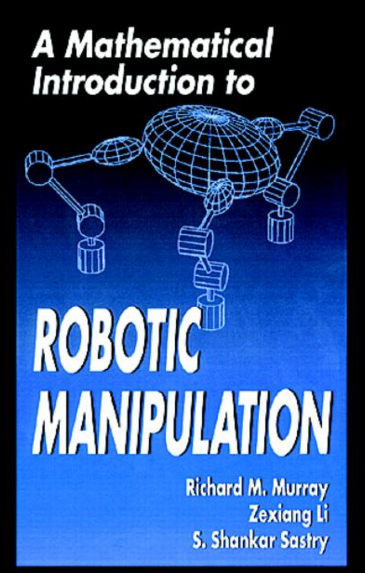 A Mathematical
Introduction to
ROBOTIC
MANIPULATION
Richard M. Murray
Zexiang Li
S. Shankar Sastry